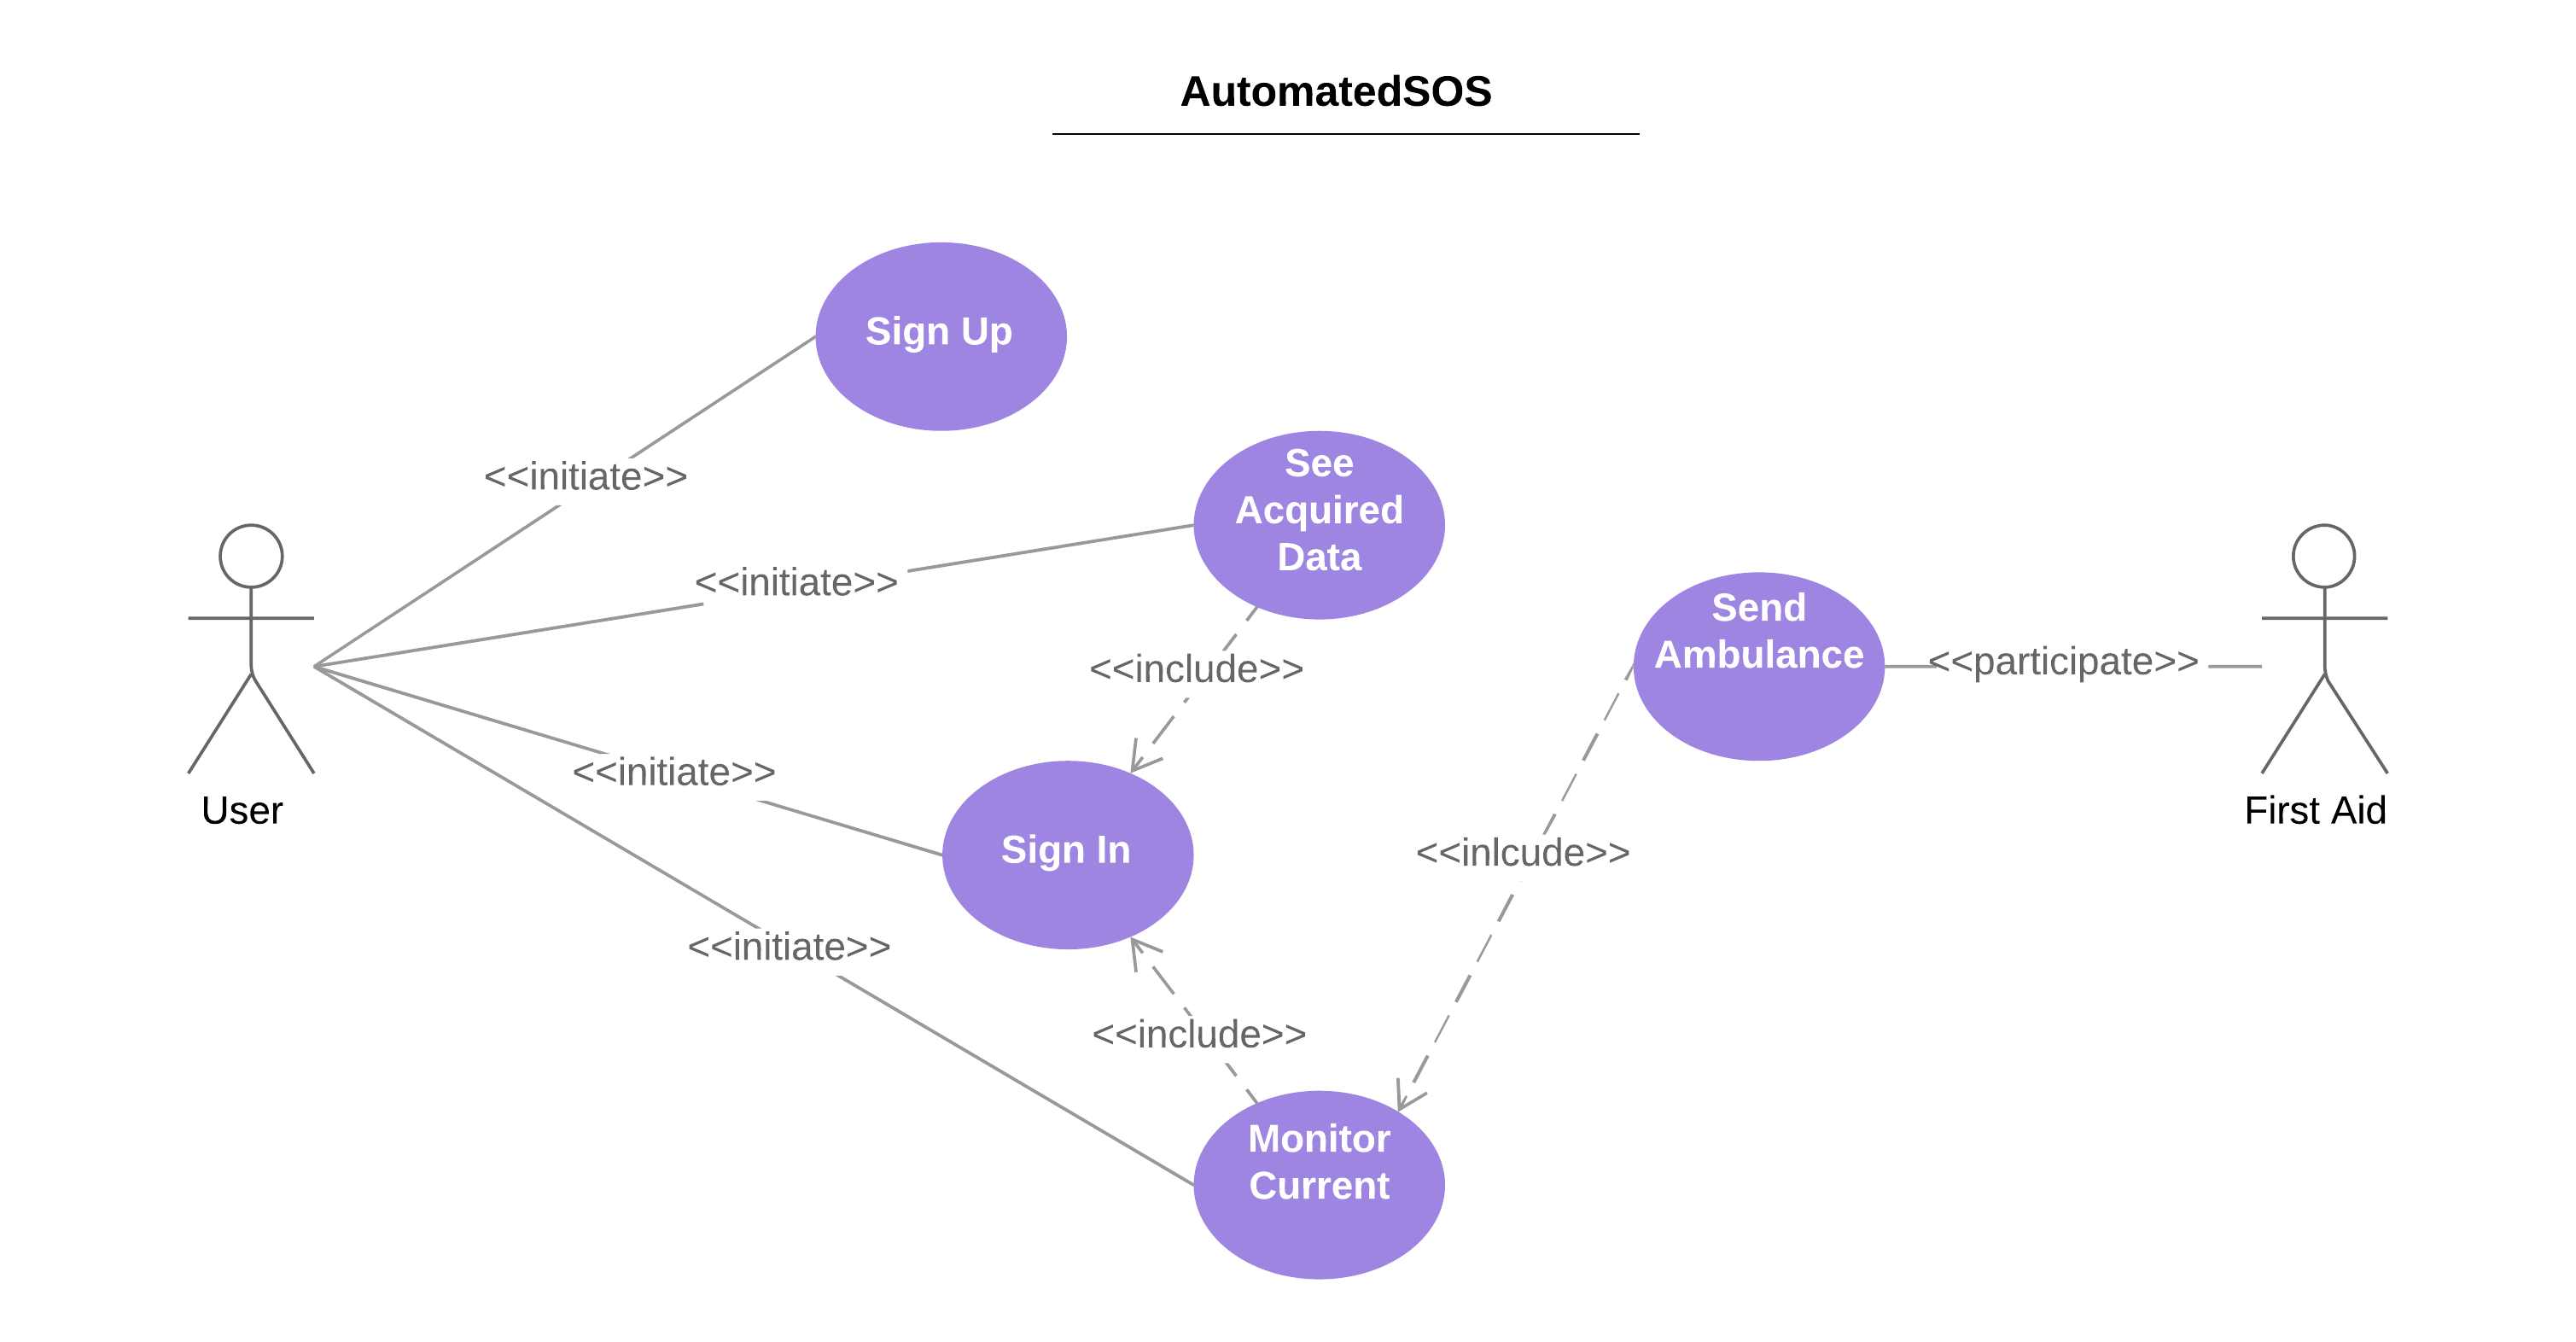 AutomatedSOS
Sign Up
<<initiate>>
See
Acquired
Data
<<initiate>>
<<include>>
Send
Ambulance
<<participate>>
<<initiate>>
User
First Aid
Sign In
<<inlcude>>
<<initiate>>
<<include>>
Monitor
Current